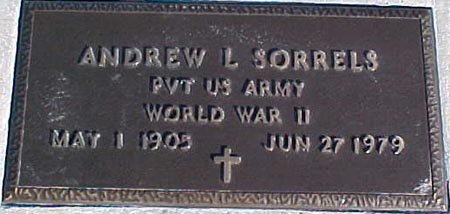 ANDREW L SORRELS
PVT US ARMY
WORLD WAR II
MAY 1 1905 JUN 27 1979